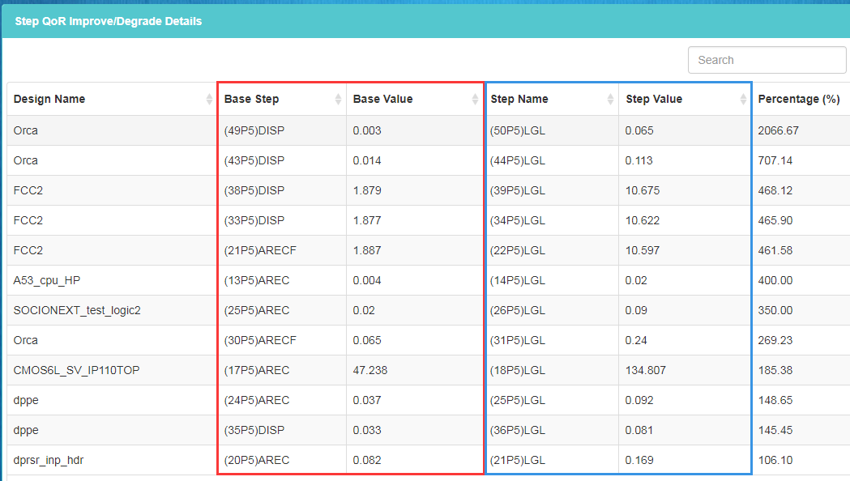 Step QoR Improve/Degrade Details
Search
Design Name Base Step Base Value Step Name Step Value Percentage (%)
Orca (49P5)DISP 0.003 (50P5)LGL 0.065 2066.67
Orca (43P5)DISP 0.014 (44P5)LGL 0.113 707.14
FCC2 (38P5)DISP 1.879 (39P5)LGL 10.675 468.12
FCC2 (33P5)DISP 1.877 (34P5)LGL 10.622 465.90
FCC2 (21P5)ARECF 1.887 (22P5)LGL 10.597 461.58
A53_cpu_HP (13P5)AREC 0.004 (14P5)LGL 0.02 400.00
SOCIONEXT_test_logic2 (25P5)AREC 0.02 (26P5)LGL 0.09 350.00
Orca (30P5)ARECF 0.065 (31P5)LGL 0.24 269.23
CMOS6L_SV_IP110TOP (17P5)AREC 47.238 (18P5)LGL 134.807 185.38
dppe (24P5)AREC 0.037 (25P5)LGL 0.092 148.65
dppe (35P5)DISP 0.033 (36P5)LGL 0.081 145.45
dprsr_inp_hdr (20P5)AREC 0.082 (21P5)LGL 0.169 106.10